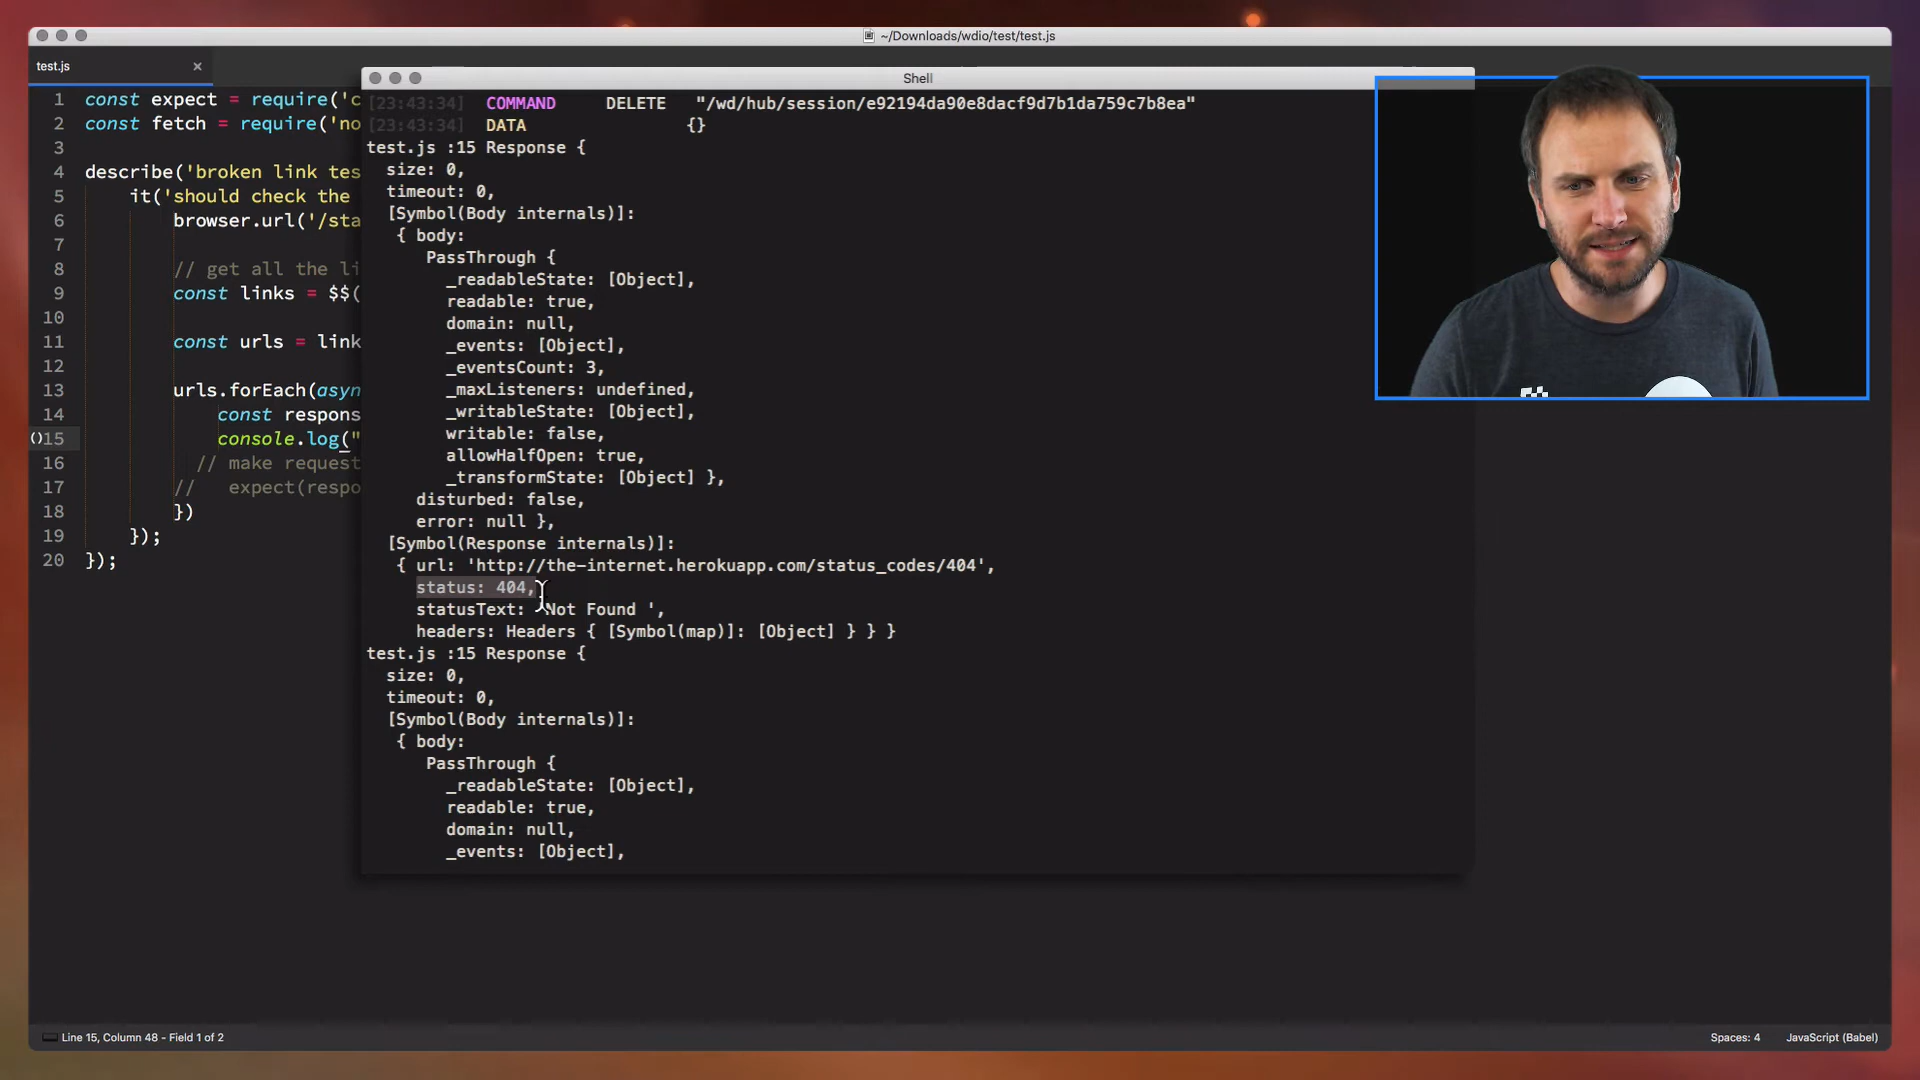 ~/Downloads/wdio/test/test.js
test.js ×
Shell
1 const expect = require('c
2 const fetch = require('no
3
4 describe('broken link tes
5 it('should check the
6 browser.url('/sta
7
8 // get all the li
9 const links = $$(
10
11 const urls = link
12
13 urls.forEach(asyn
14 const respons
()15 console.log("
16 // make request
17 // expect(respo
18 })
19 });
20 });
[23:43:34] COMMAND DELETE "/wd/hub/session/e92194da90e8dacf9d7b1da759c7b8ea"
[23:43:34] DATA {}
test.js :15 Response {
size: 0,
timeout: 0,
[Symbol(Body internals)]:
{ body:
PassThrough {
_readableState: [Object],
readable: true,
domain: null,
_events: [Object],
_eventsCount: 3,
_maxListeners: undefined,
_writableState: [Object],
writable: false,
allowHalfOpen: true,
_transformState: [Object] },
disturbed: false,
error: null },
[Symbol(Response internals)]:
{ url: 'http://the-internet.herokuapp.com/status_codes/404',
status: 404,
statusText: 'Not Found ',
headers: Headers { [Symbol(map)]: [Object] } } }
test.js :15 Response {
size: 0,
timeout: 0,
[Symbol(Body internals)]:
{ body:
PassThrough {
_readableState: [Object],
readable: true,
domain: null,
_events: [Object],
Line 15, Column 48 - Field 1 of 2
Spaces: 4
JavaScript (Babel)